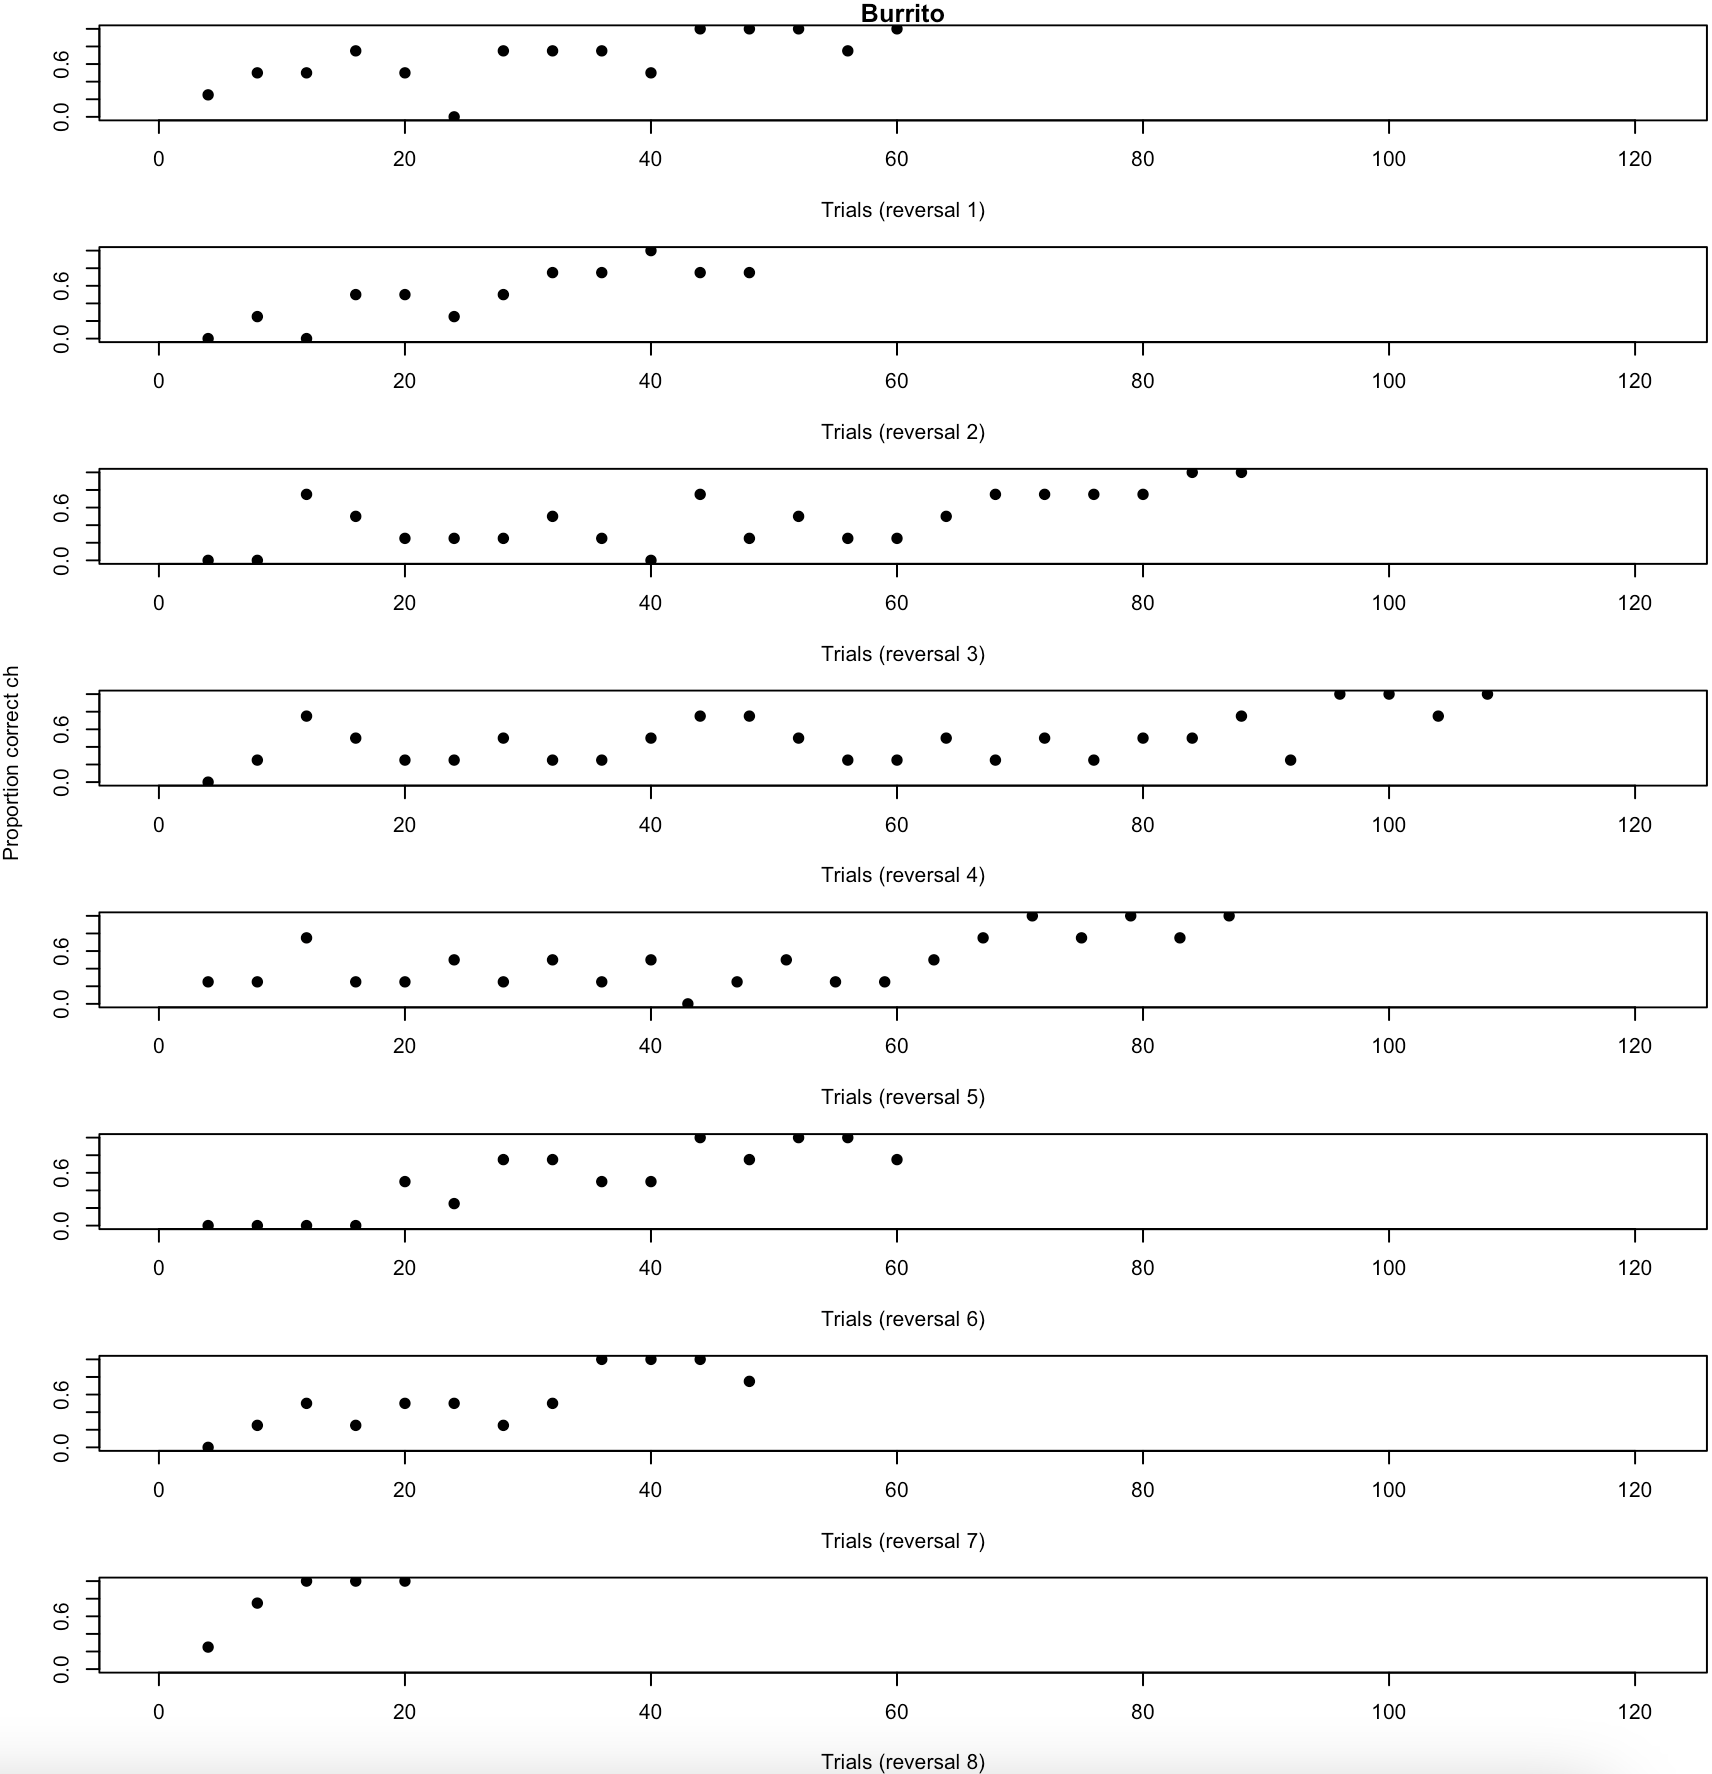 Burrito
Proportion correct ch
0.0 0.6
0 20 40 60 80 100 120
Trials (reversal 1)
0.0 0.6
0 20 40 60 80 100 120
Trials (reversal 2)
0.0 0.6
0 20 40 60 80 100 120
Trials (reversal 3)
0.0 0.6
0 20 40 60 80 100 120
Trials (reversal 4)
0.0 0.6
0 20 40 60 80 100 120
Trials (reversal 5)
0.0 0.6
0 20 40 60 80 100 120
Trials (reversal 6)
0.0 0.6
0 20 40 60 80 100 120
Trials (reversal 7)
0.0 0.6
0 20 40 60 80 100 120
Trials (reversal 8)